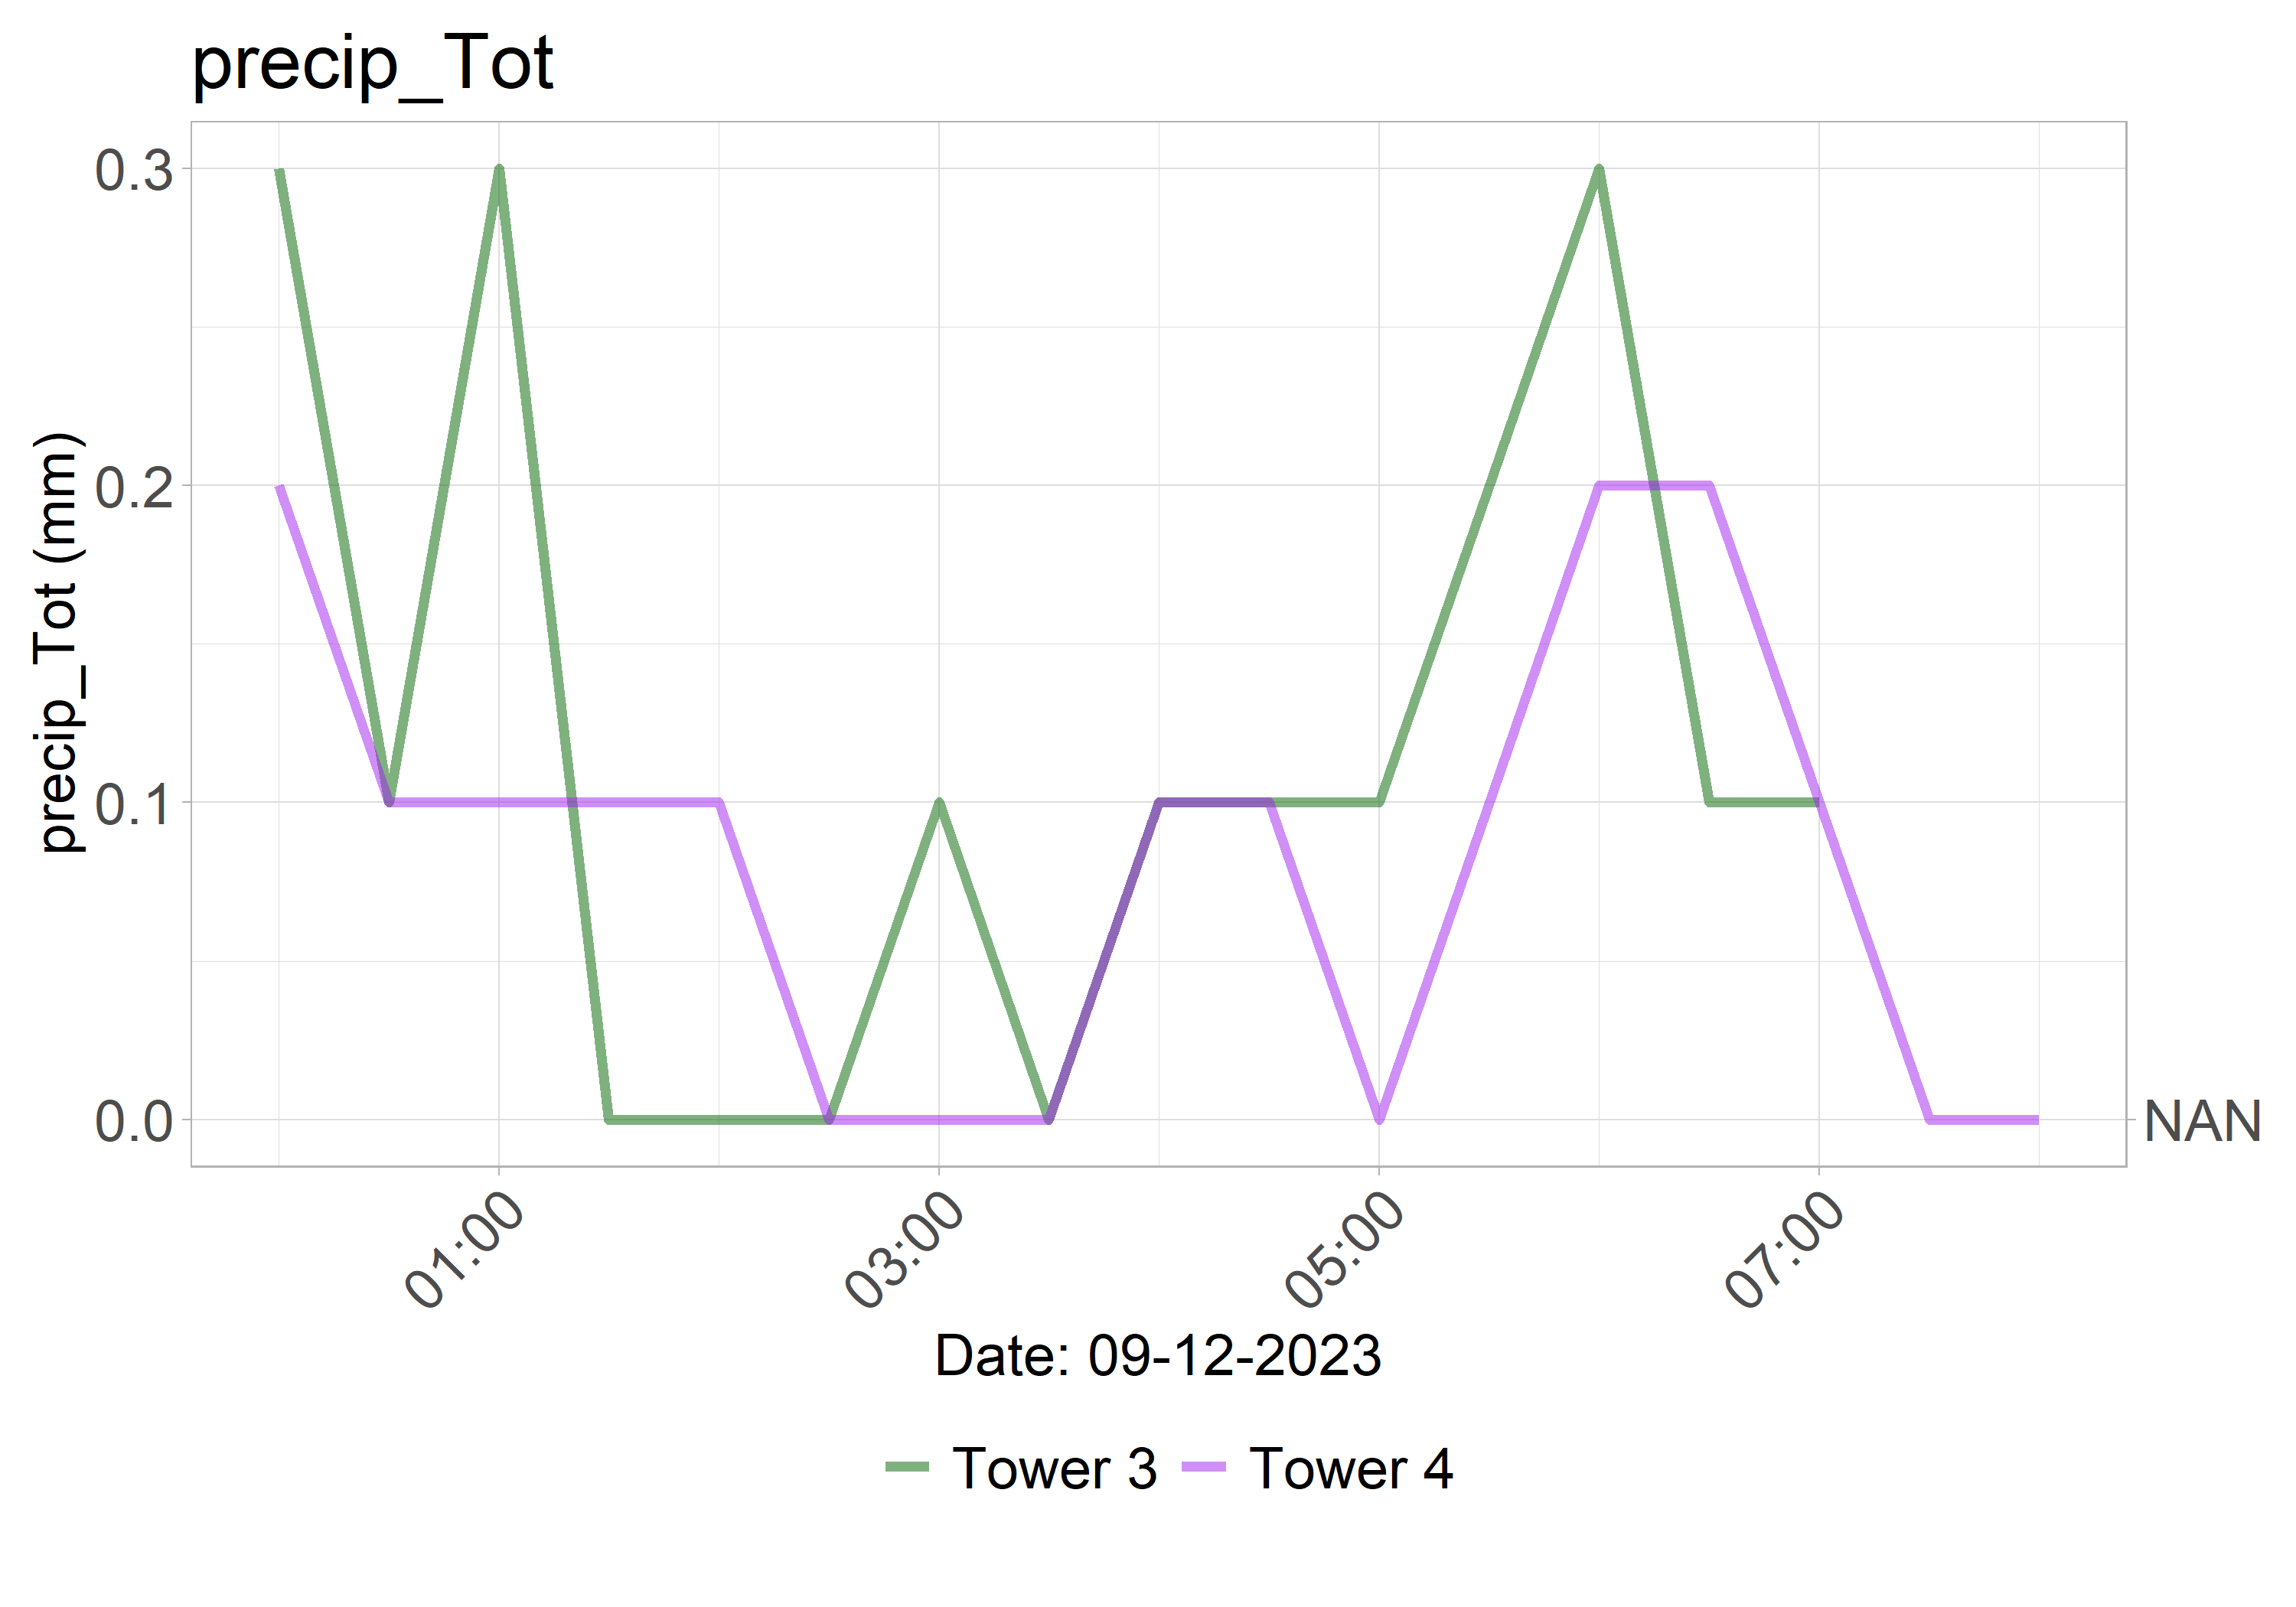 precip_Tot
precip_Tot (mm)
0.3
0.2
0.1
0.0
NAN
01:00
03:00
05:00
07:00
Date: 09-12-2023
Tower 3
Tower 4